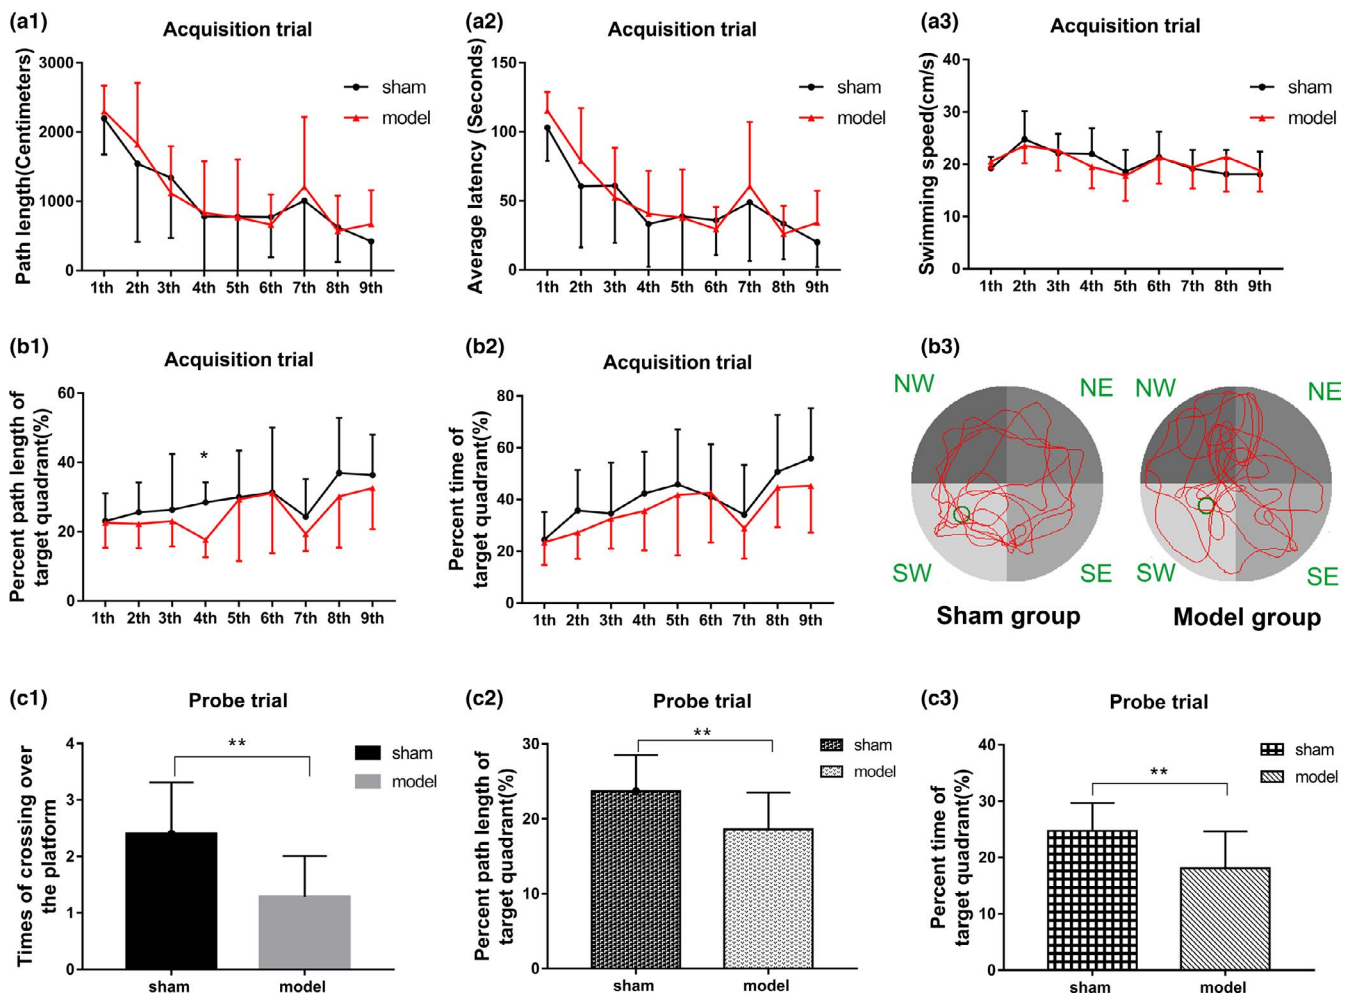 (a1)
Acquisition trial
Path length(Centimeters)
3000
2000
1000
0
sham
model
1th 2th 3th 4th 5th 6th 7th 8th 9th
(a2)
Acquisition trial
Average latency (Seconds)
150
100
50
0
sham
model
1th 2th 3th 4th 5th 6th 7th 8th 9th
(a3)
Acquisition trial
Swimming speed(cm/s)
40
30
20
10
0
sham
model
1th 2th 3th 4th 5th 6th 7th 8th 9th
(b1)
Acquisition trial
Percent path length of
target quadrant(%)
60
40
20
0
*
1th 2th 3th 4th 5th 6th 7th 8th 9th
(b2)
Acquisition trial
Percent time of
target quadrant(%)
80
60
40
20
0
1th 2th 3th 4th 5th 6th 7th 8th 9th
(b3)
NW NE NW NE
SW SE SW SE
Sham group Model group
(c1)
Probe trial
Times of crossing over
the platform
4
3
2
1
0
**
sham
model
sham model
(c2)
Probe trial
Percent path length of
target quadrant(%)
30
20
10
0
**
sham
model
sham model
(c3)
Probe trial
Percent time of
target quadrant(%)
40
30
20
10
0
**
sham
model
sham model